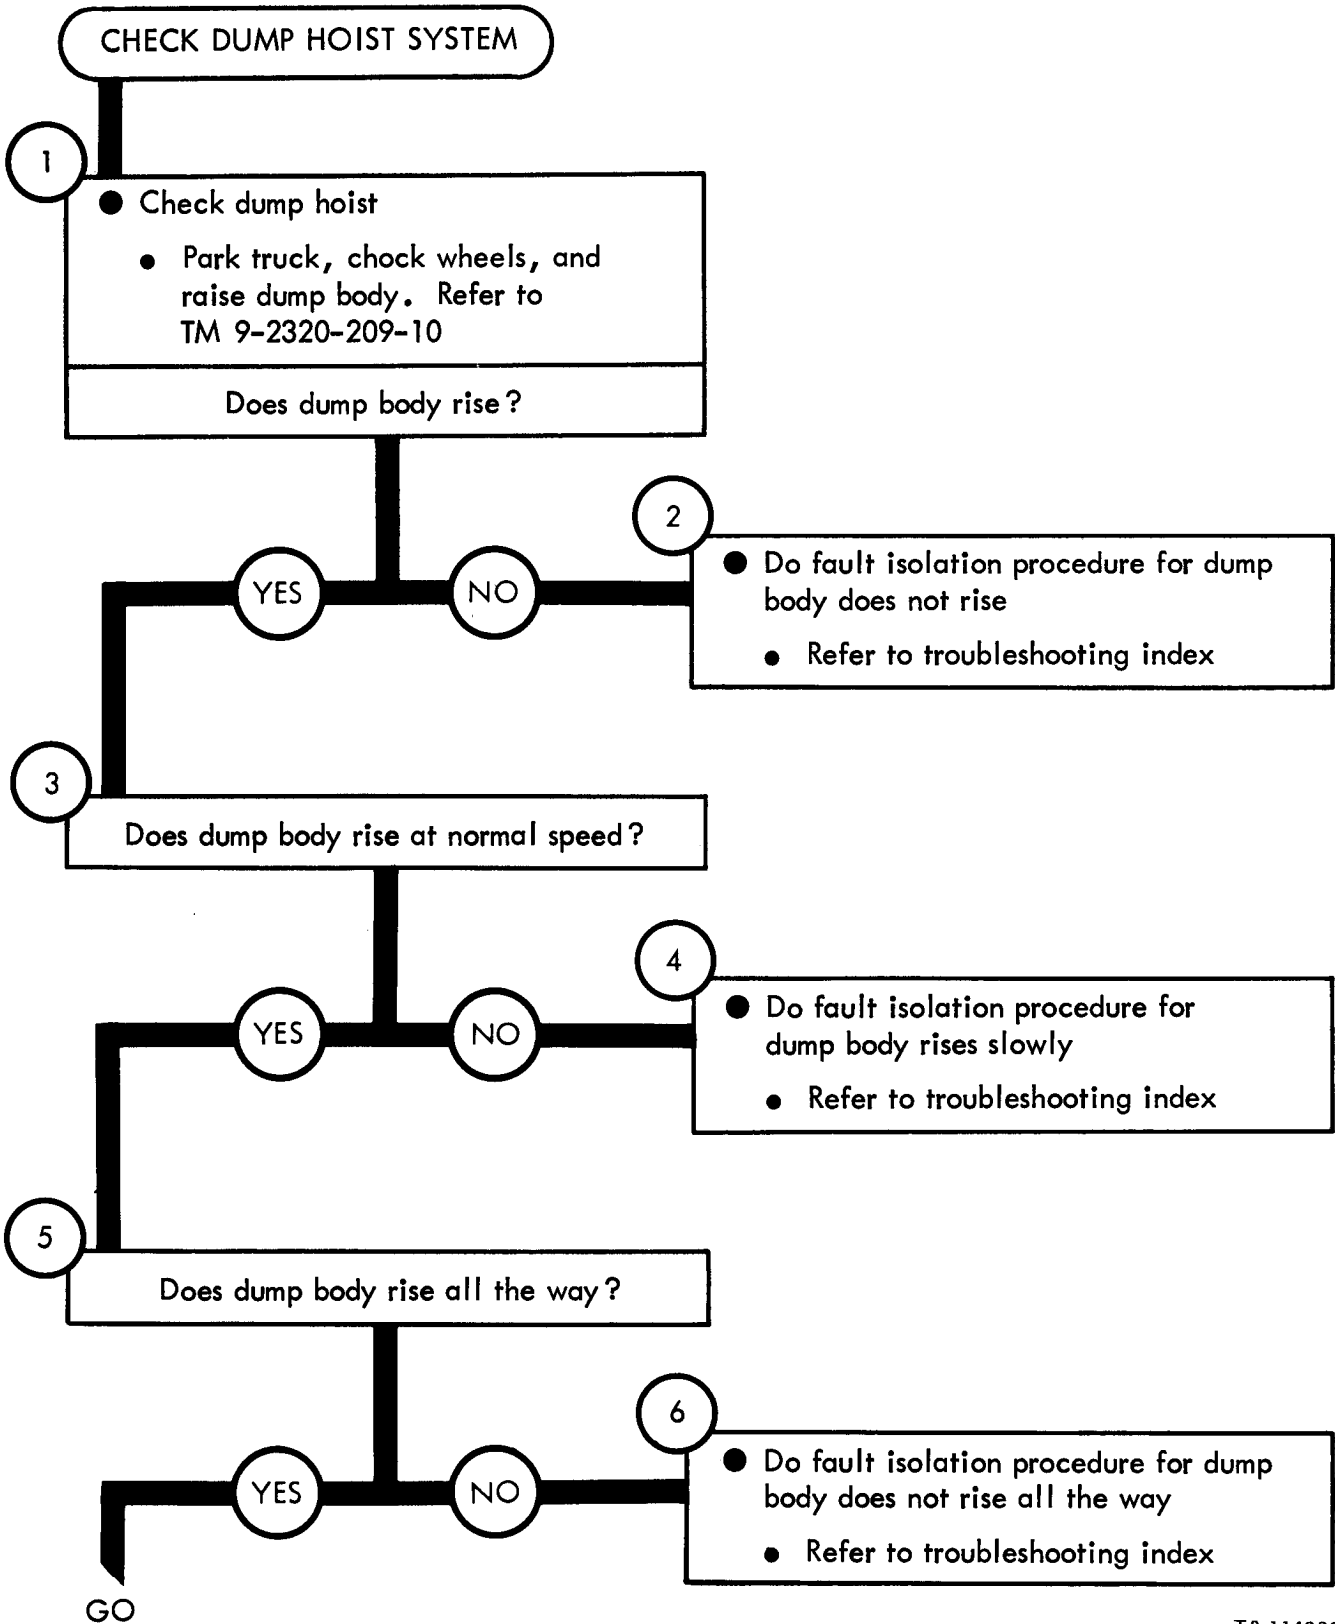 CHECK DUMP HOIST SYSTEM
1
● Check dump hoist
● Park truck, chock wheels, and
raise dump body. Refer to
TM 9-2320-209-10
Does dump body rise?
YES
NO
2
● Do fault isolation procedure for dump
body does not rise
● Refer to troubleshooting index
3
Does dump body rise at normal speed?
YES
NO
4
● Do fault isolation procedure for
dump body rises slowly
● Refer to troubleshooting index
5
Does dump body rise all the way?
YES
NO
6
● Do fault isolation procedure for dump
body does not rise all the way
● Refer to troubleshooting index
GO